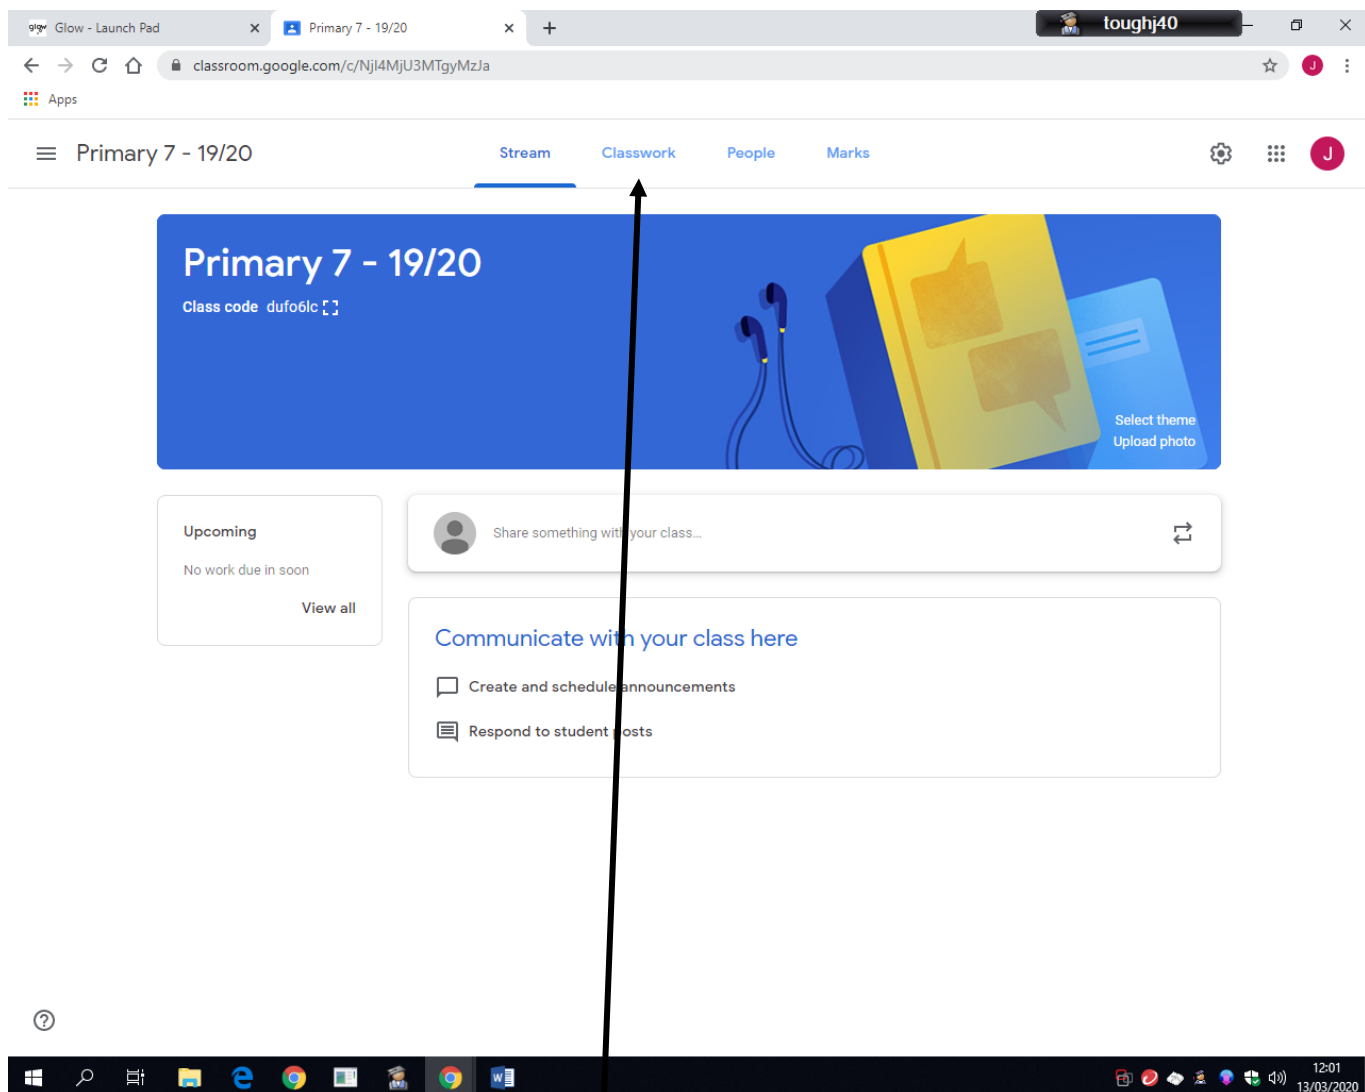 glow Glow - Launch Pad Primary 7 - 19/20 toughj40
classroom.google.com/c/NjI4MjU3MTgyMzJa
Apps
Primary 7 - 19/20 Stream Classwork People Marks J
Primary 7 - 19/20
Class code dufo6lc
Select theme
Upload photo
Upcoming
No work due in soon
View all
Share something with your class...
Communicate with your class here
Create and schedule announcements
Respond to student posts
12:01
13/03/2020